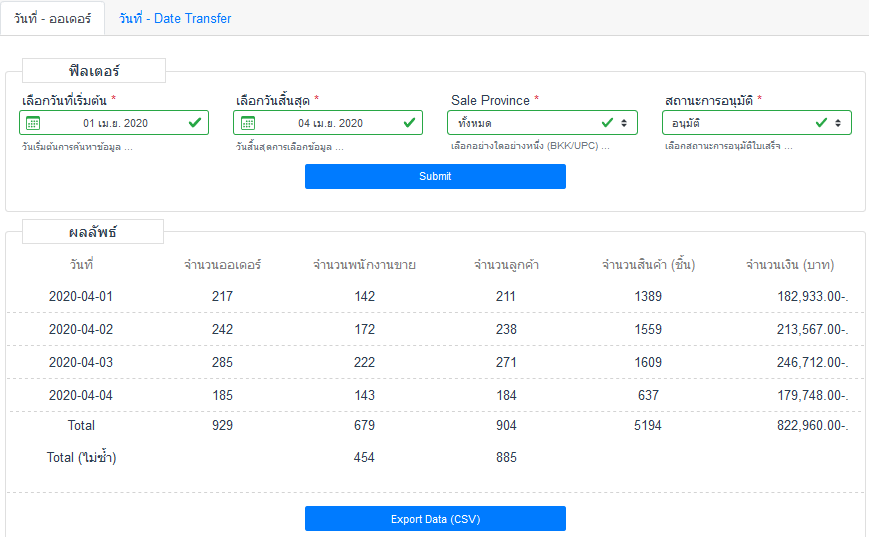 วันที่ - ออเดอร์ วันที่ - Date Transfer
ฟิลเตอร์
เลือกวันที่เริ่มต้น * เลือกวันสิ้นสุด * Sale Province * สถานะการอนุมัติ *
01 เม.ย. 2020 04 เม.ย. 2020 ทั้งหมด อนุมัติ
วันเริ่มต้นการค้นหาข้อมูล ... วันสิ้นสุดการเลือกข้อมูล ... เลือกอย่างใดอย่างหนึ่ง (BKK/UPC) ... เลือกสถานะการอนุมัติใบเสร็จ ...
Submit
ผลลัพธ์
วันที่ จำนวนออเดอร์ จำนวนพนักงานขาย จำนวนลูกค้า จำนวนสินค้า (ชิ้น) จำนวนเงิน (บาท)
2020-04-01 217 142 211 1389 182,933.00-.
2020-04-02 242 172 238 1559 213,567.00-.
2020-04-03 285 222 271 1609 246,712.00-.
2020-04-04 185 143 184 637 179,748.00-.
Total 929 679 904 5194 822,960.00-.
Total (ไม่ซ้ำ) 454 885
Export Data (CSV)